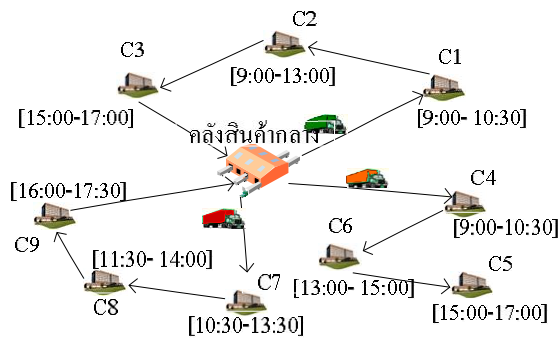 C2
C3
C1
[9:00-13:00]
[15:00-17:00]
[9:00- 10:30]
คลังสินค้ากลาง
[16:00-17:30]
C4
C9
C6
[9:00-10:30]
[11:30- 14:00]
C7
C5
C8
[13:00- 15:00]
[15:00-17:00]
[10:30-13:30]